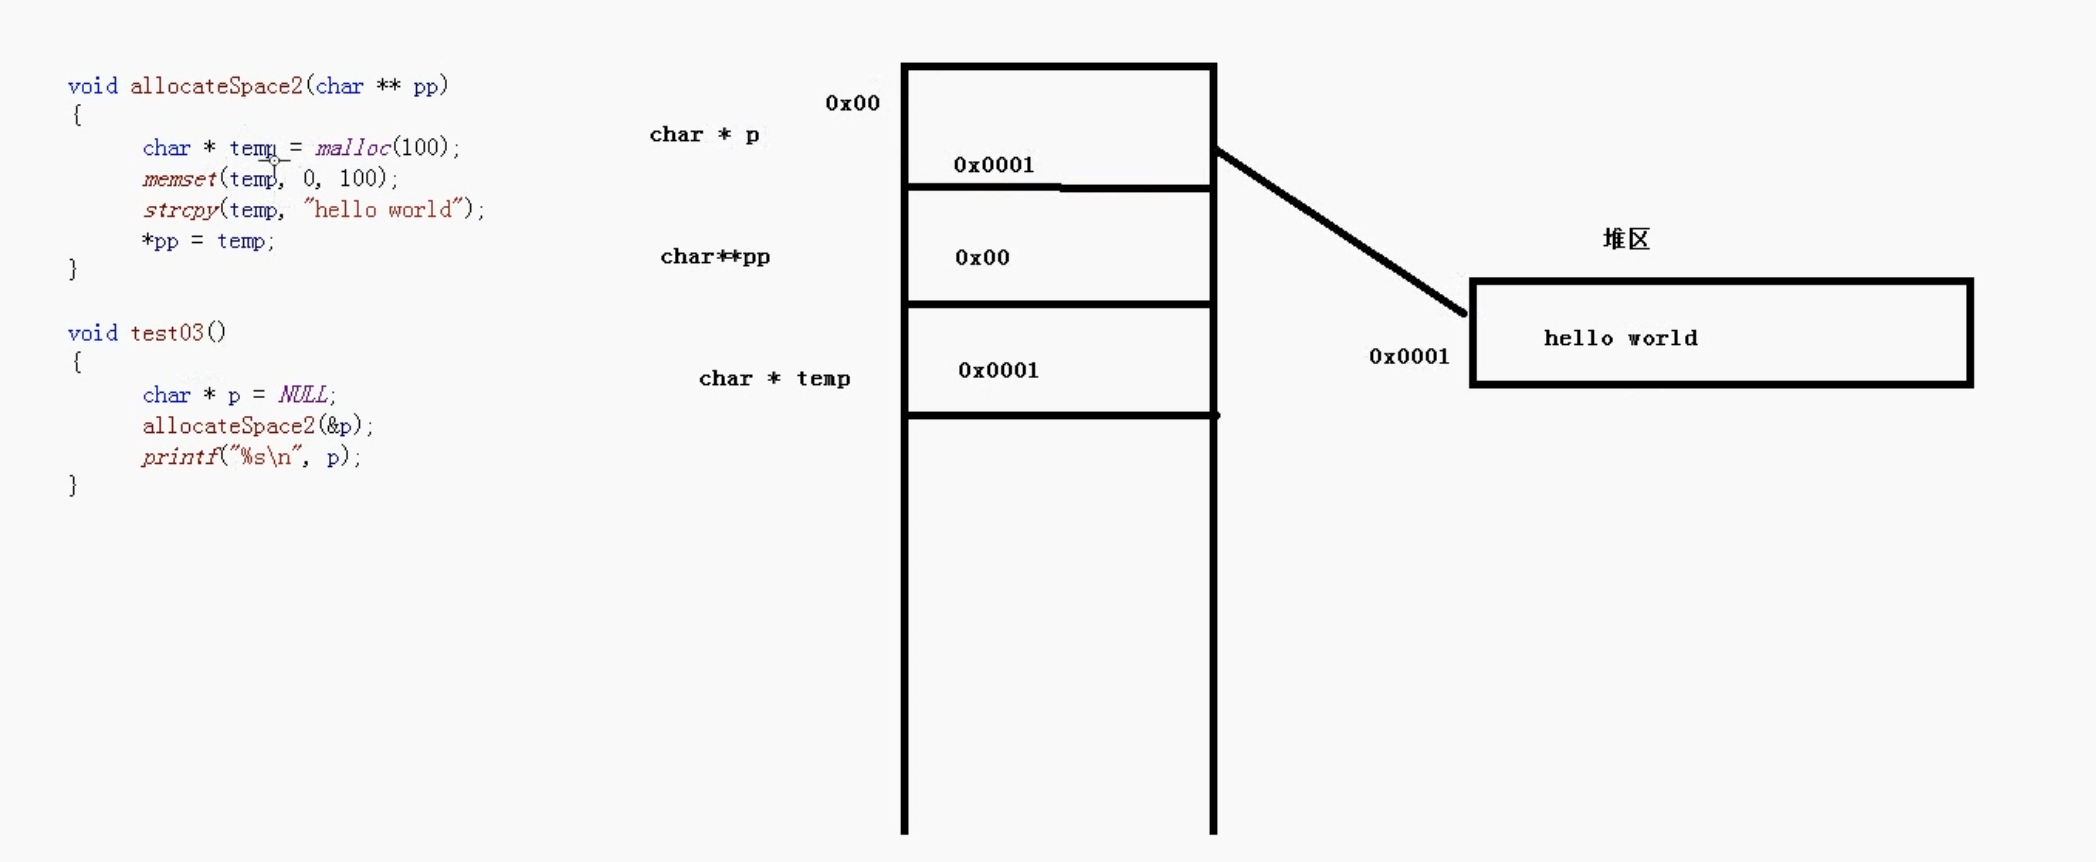 void allocateSpace2(char ** pp)
{
char * temp = malloc(100);
memset(temp, 0, 100);
strcpy(temp, "hello world");
*pp = temp;
}
void test03()
{
char * p = NULL;
allocateSpace2(&p);
printf("%s\n", p);
}
0x00
char * p
0x0001
char**pp
0x00
char * temp
0x0001
堆区
0x0001
hello world